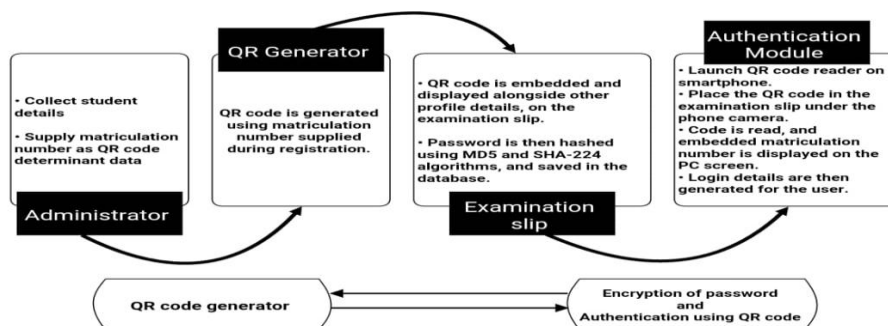 • Collect student
details
• Supply matriculation
number as QR code
determinant data
Administrator
QR Generator
QR code is generated
using matriculation
number supplied
during registration.
• QR code is embedded and
displayed alongside other
profile details, on the
examination slip.
• Password is then hashed
using MD5 and SHA-224
algorithms, and saved in the
database.
Examination
slip
Authentication
Module
• Launch QR code reader on
smartphone.
• Place the QR code in the
examination slip under the
phone camera.
• Code is read, and
embedded matriculation
number is displayed on the
PC screen.
• Login details are then
generated for the user.
QR code generator
Encryption of password
and
Authentication using QR code